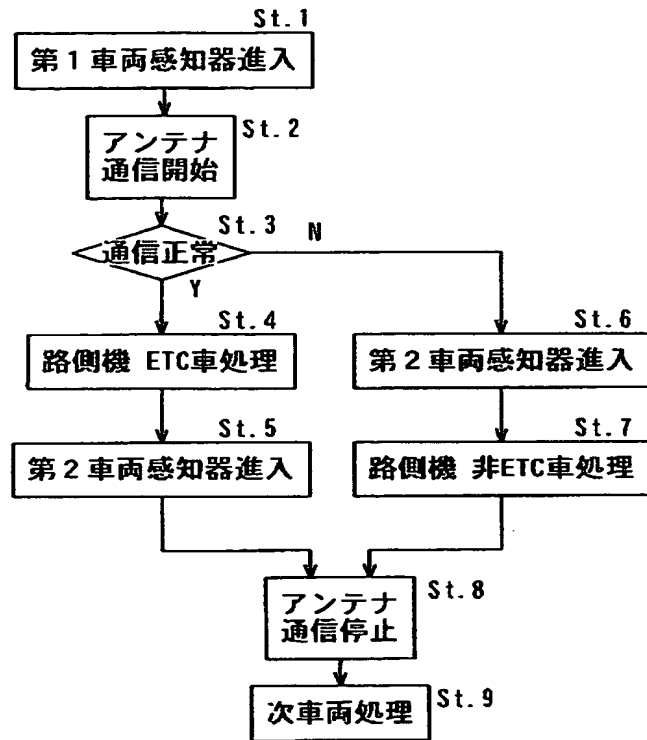 St.1
第1車両感知器進入
St.2
アンテナ
通信開始
St.3
通信正常
N
Y
St.4
路側機 ETC車処理
St.5
第2車両感知器進入
St.6
第2車両感知器進入
St.7
路側機 非ETC車処理
St.8
アンテナ
通信停止
St.9
次車両処理